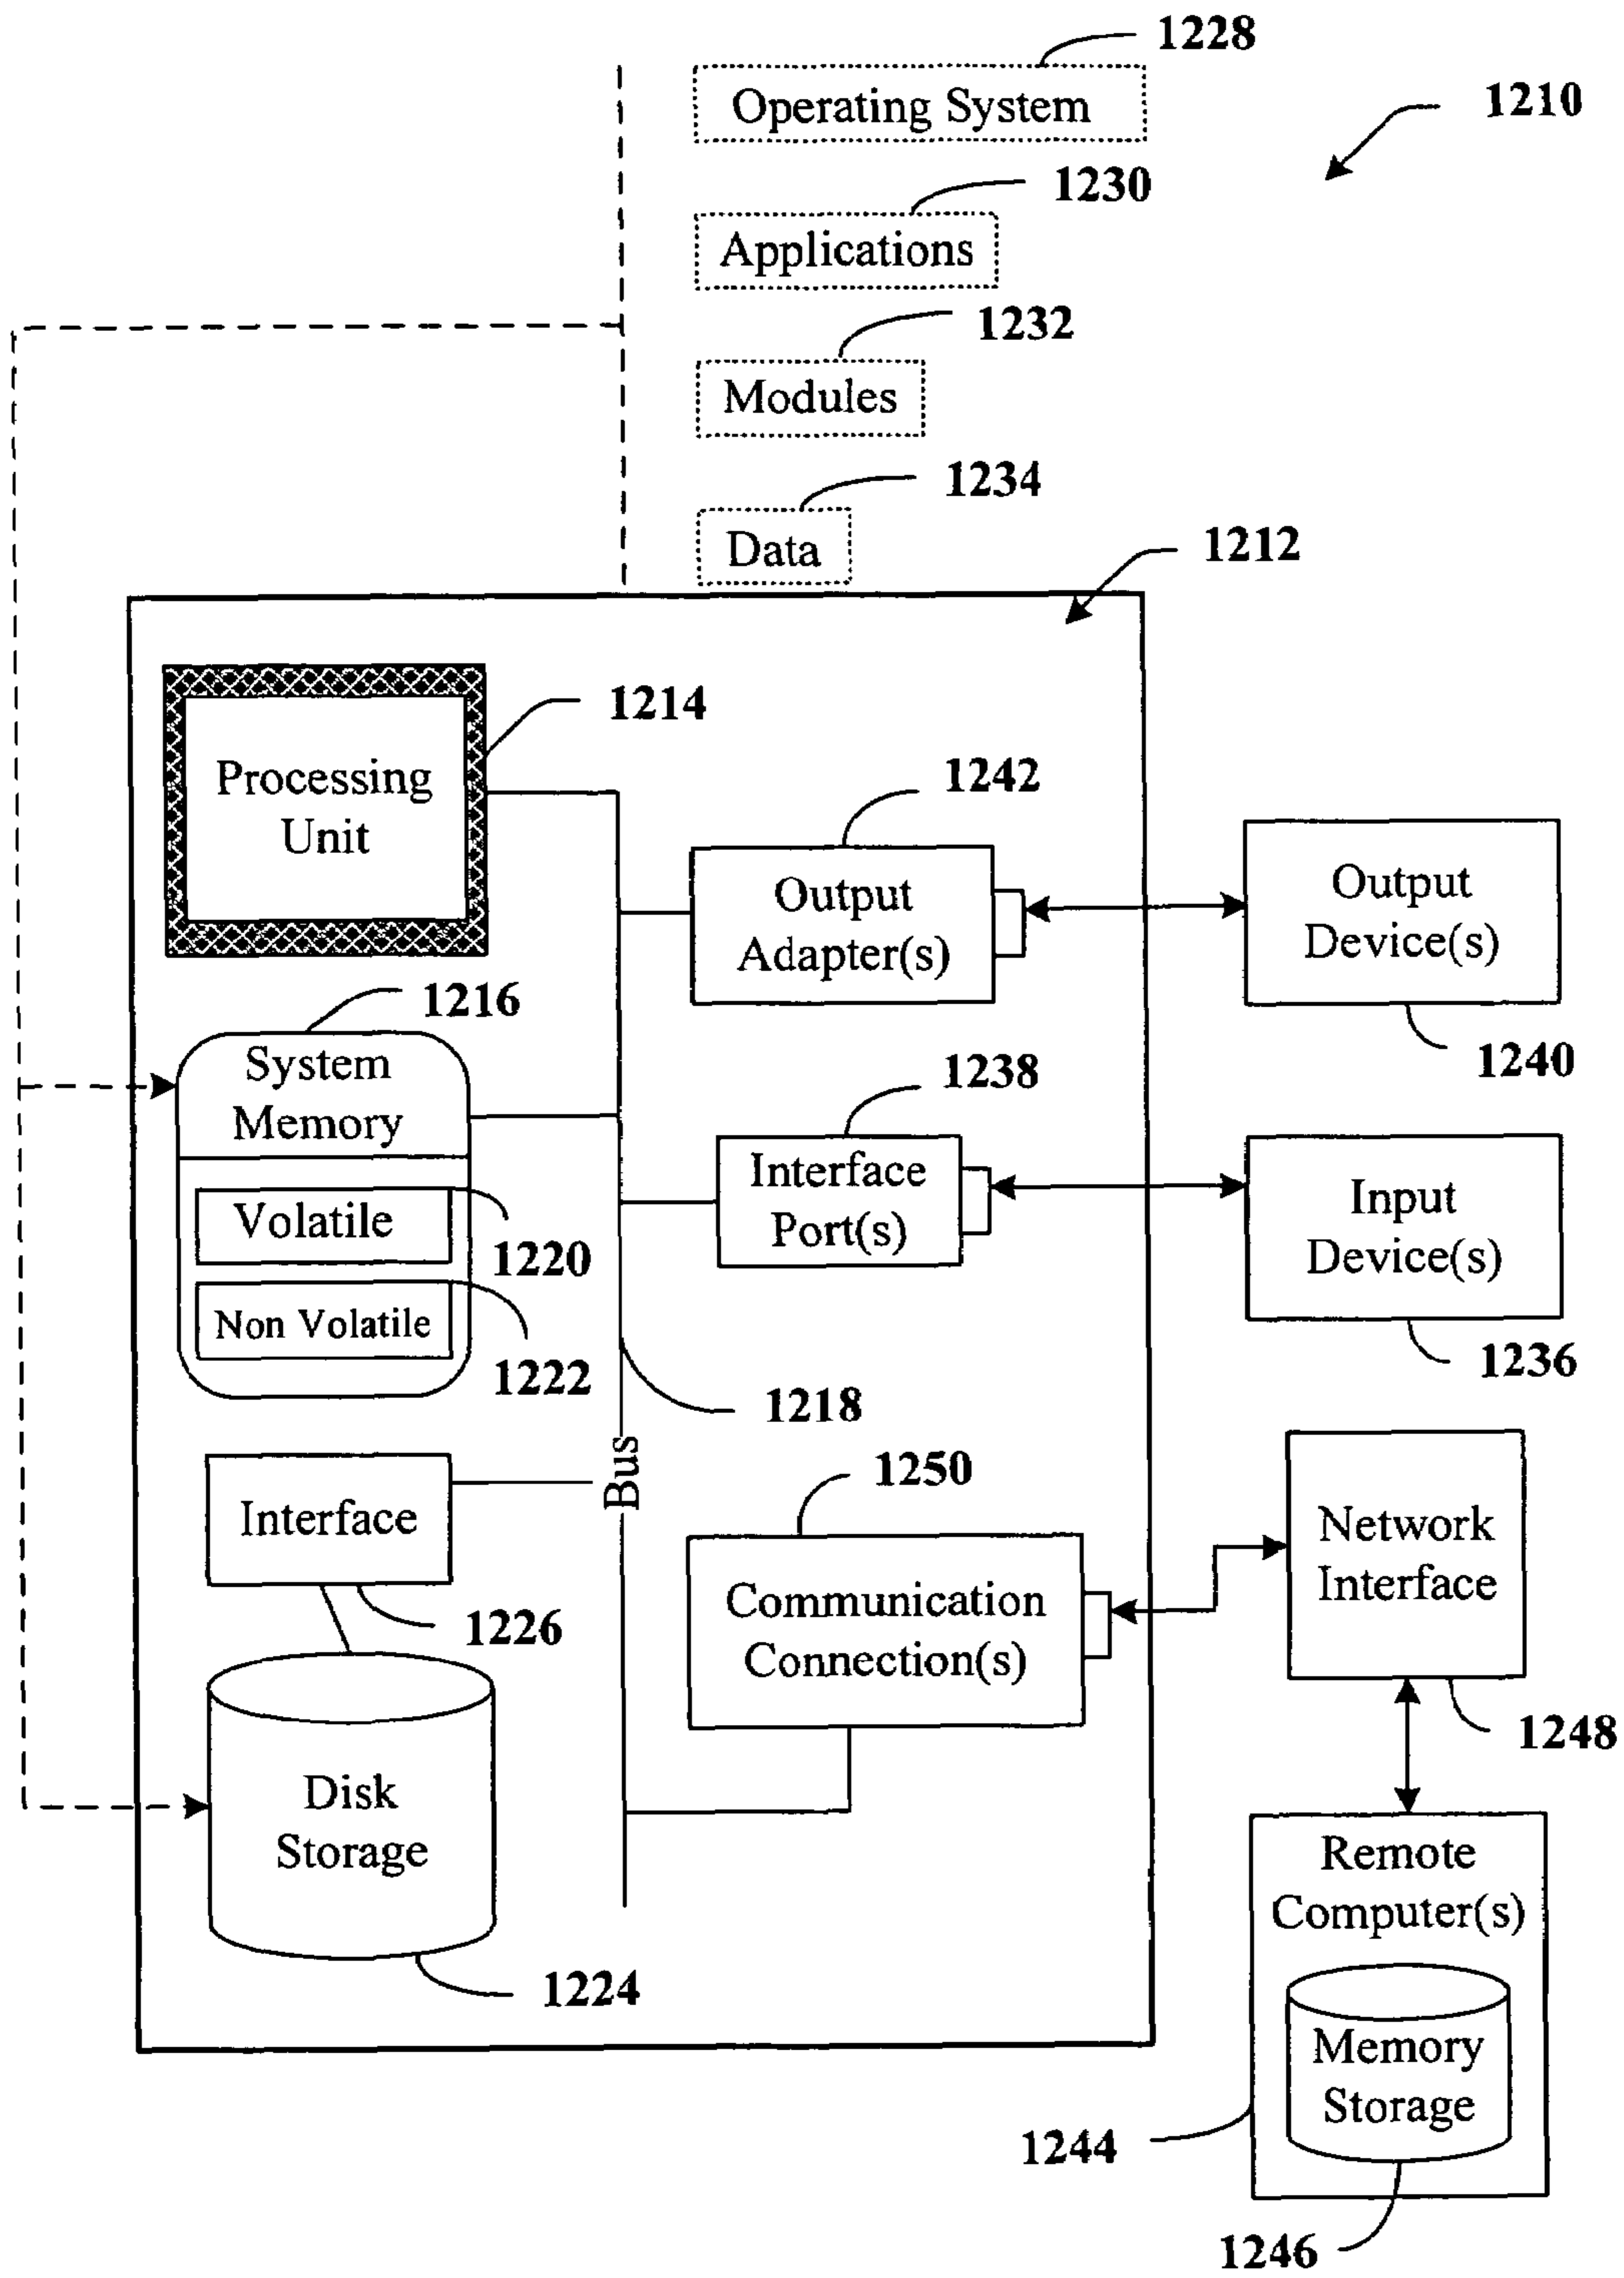 1228
Operating System
1210
1230
Applications
1232
Modules
1234
Data
1212
1214
Processing
Unit
1242
Output
Adapter(s)
Output
Device(s)
1240
1216
System
Memory
1238
Interface
Port(s)
Input
Device(s)
1236
Volatile
1220
Non Volatile
1222
1218
Bus
1250
Interface
1226
Communication
Connection(s)
Network
Interface
1248
Disk
Storage
1224
Remote
Computer(s)
Memory
Storage
1244
1246